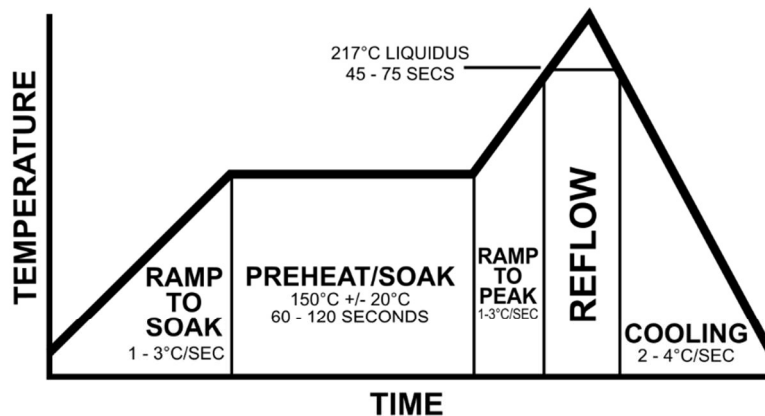 217°C LIQUIDUS
45 - 75 SECS
TEMPERATURE
RAMP
TO
SOAK
1 - 3°C/SEC
PREHEAT/SOAK
150°C +/- 20°C
60 - 120 SECONDS
RAMP
TO
PEAK
1-3°C/SEC
REFLOW
COOLING
2 - 4°C/SEC
TIME